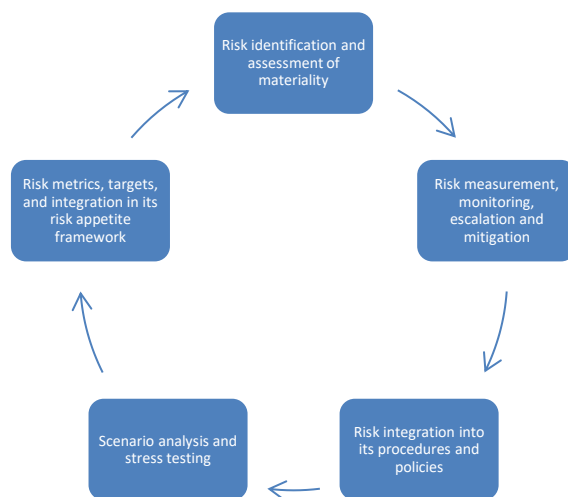 Risk identification and
assessment of
materiality
Risk measurement,
monitoring,
escalation and
mitigation
Risk integration into
its procedures and
policies
Scenario analysis and
stress testing
Risk metrics, targets,
and integration in its
risk appetite
framework